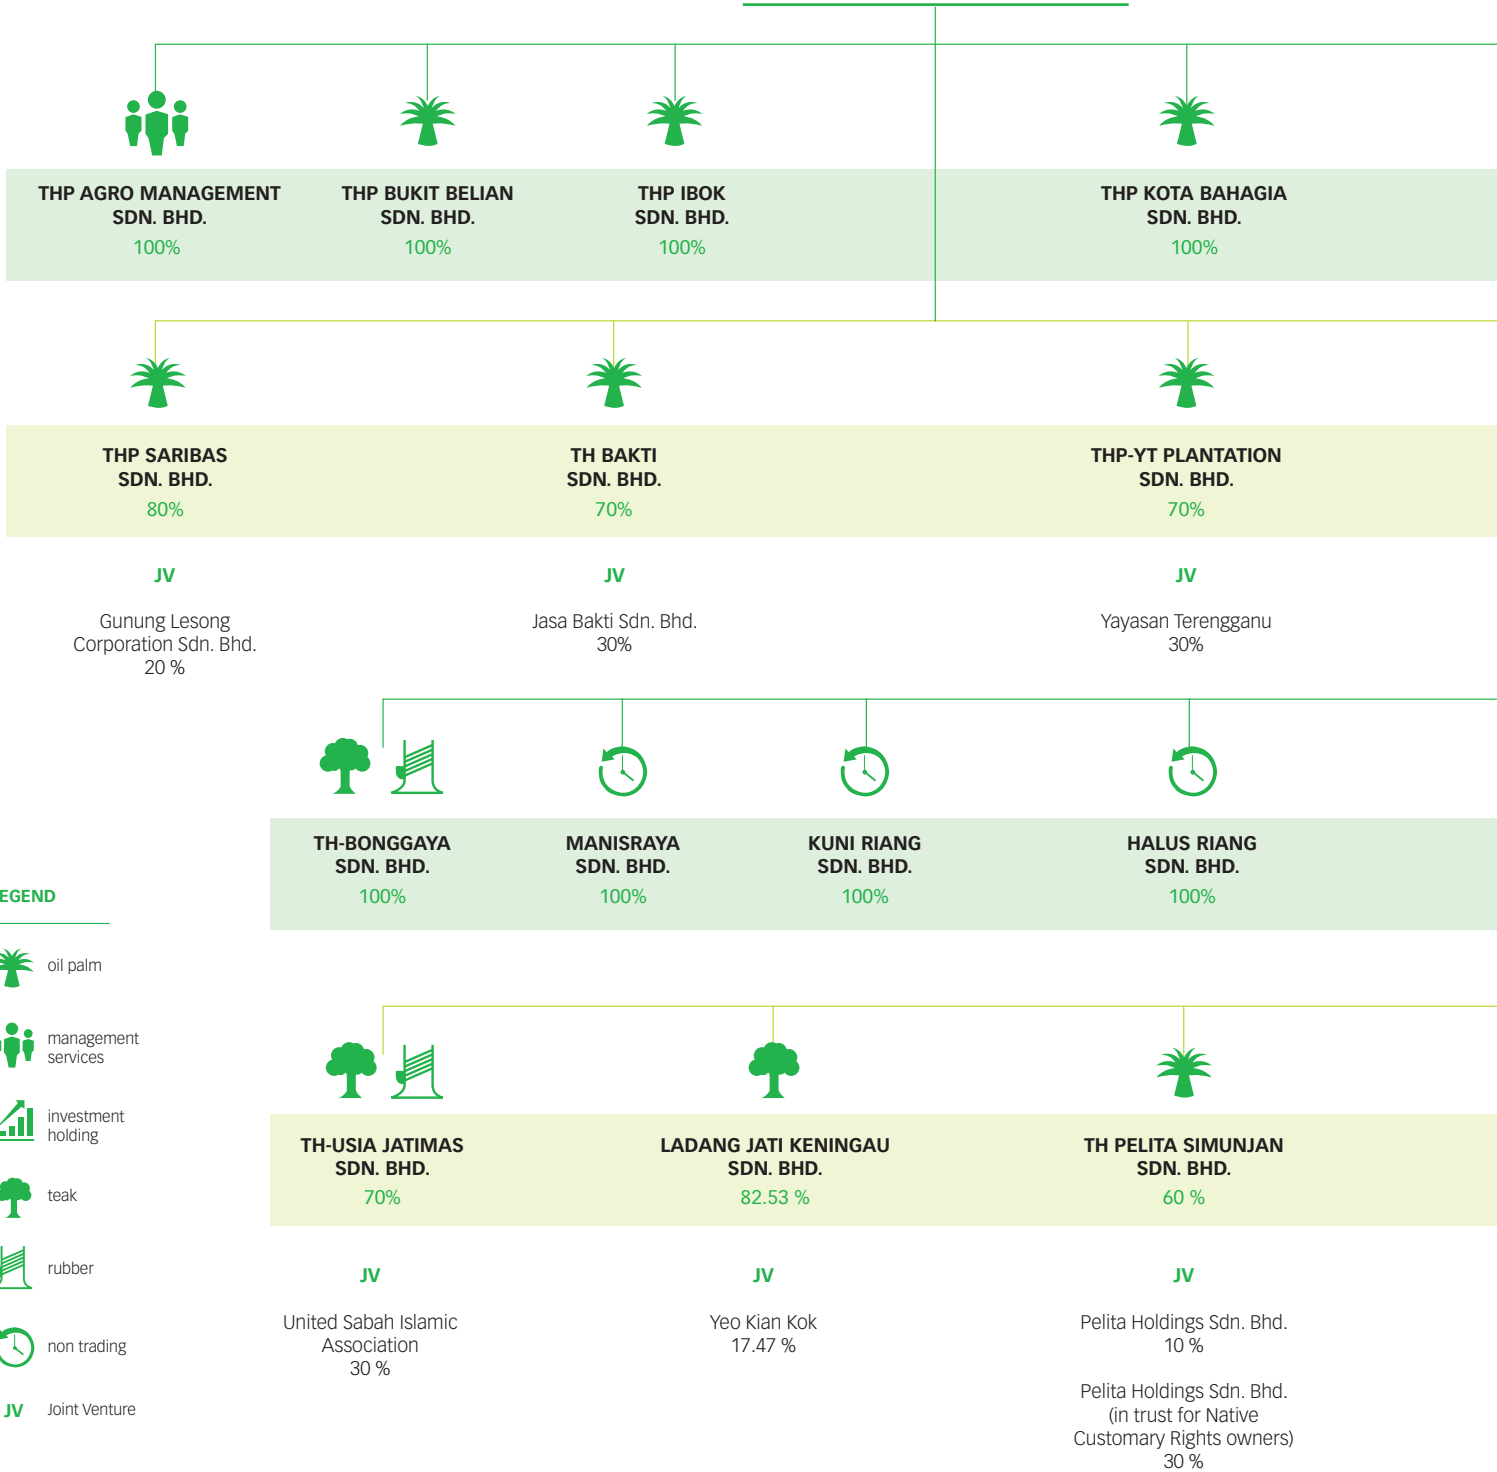 THP AGRO MANAGEMENT
SDN. BHD.
100%
THP BUKIT BELIAN
SDN. BHD.
100%
THP IBOK
SDN. BHD.
100%
THP KOTA BAHAGIA
SDN. BHD.
100%
THP SARIBAS
SDN. BHD.
80%
JV
Gunung Lesong
Corporation Sdn. Bhd.
20 %
TH BAKTI
SDN. BHD.
70%
JV
Jasa Bakti Sdn. Bhd.
30%
THP-YT PLANTATION
SDN. BHD.
70%
JV
Yayasan Terengganu
30%
TH-BONGGAYA
SDN. BHD.
100%
MANISRAYA
SDN. BHD.
100%
KUNI RIANG
SDN. BHD.
100%
HALUS RIANG
SDN. BHD.
100%
TH-USIA JATIMAS
SDN. BHD.
70%
JV
United Sabah Islamic
Association
30 %
LADANG JATI KENINGAU
SDN. BHD.
82.53 %
JV
Yeo Kian Kok
17.47 %
TH PELITA SIMUNJAN
SDN. BHD.
60 %
JV
Pelita Holdings Sdn. Bhd.
10 %
Pelita Holdings Sdn. Bhd.
(in trust for Native
Customary Rights owners)
30 %
EGEND
oil palm
management
services
investment
holding
teak
rubber
non trading
JV Joint Venture